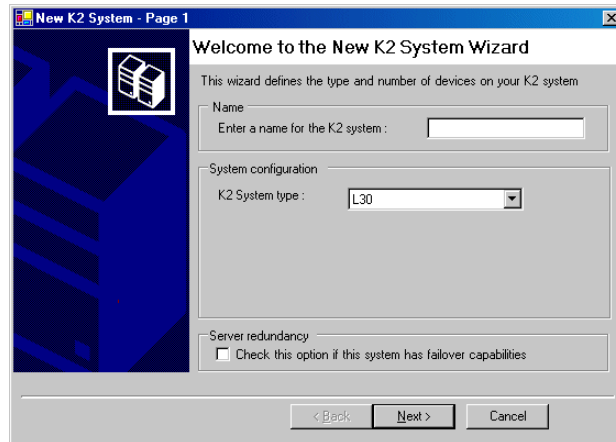 New K2 System - Page 1
Welcome to the New K2 System Wizard
This wizard defines the type and number of devices on your K2 system
Name
Enter a name for the K2 system :
System configuration
K2 System type :
L30
Server redundancy
Check this option if this system has failover capabilities
< Back
Next >
Cancel